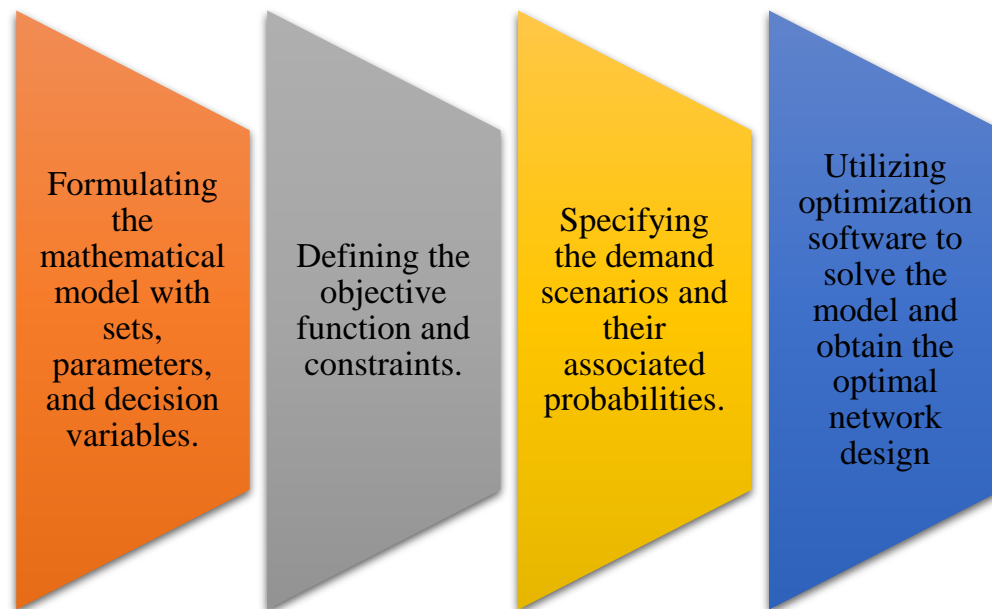 Formulating
the
mathematical
model with
sets,
parameters,
and decision
variables.
Defining the
objective
function and
constraints.
Specifying
the demand
scenarios and
their
associated
probabilities.
Utilizing
optimization
software to
solve the
model and
obtain the
optimal
network
design